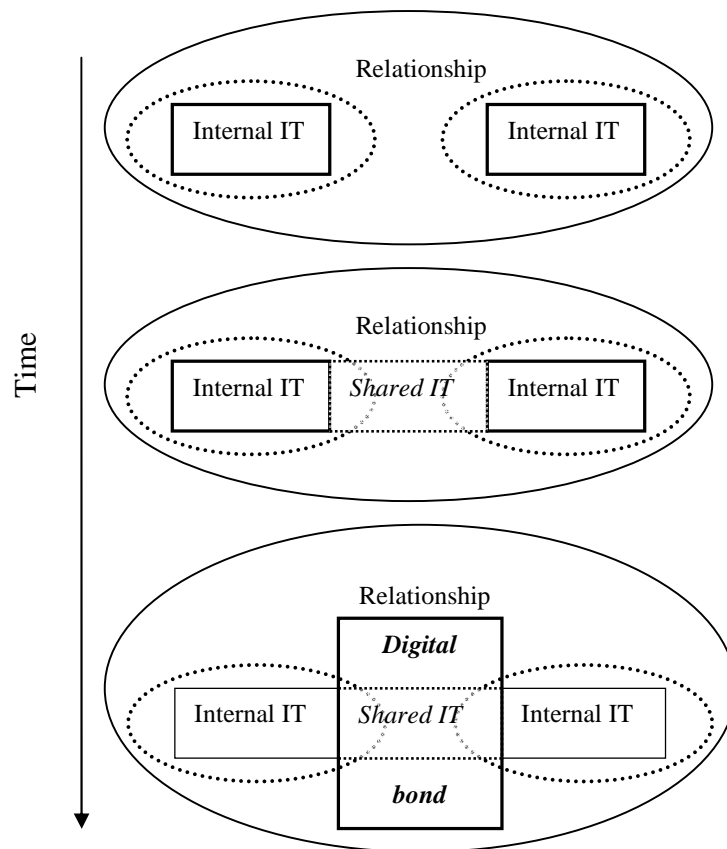 Relationship
Internal IT
Internal IT
Time
Relationship
Internal IT
Shared IT
Internal IT
Relationship
Digital
Internal IT
Shared IT
Internal IT
bond